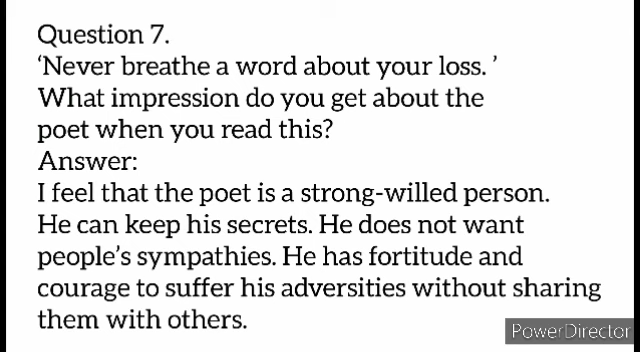 Question 7.
‘Never breathe a word about your loss. ’
What impression do you get about the
poet when you read this?
Answer:
I feel that the poet is a strong-willed person.
He can keep his secrets. He does not want
people’s sympathies. He has fortitude and
courage to suffer his adversities without sharing
them with others.
PowerDirector